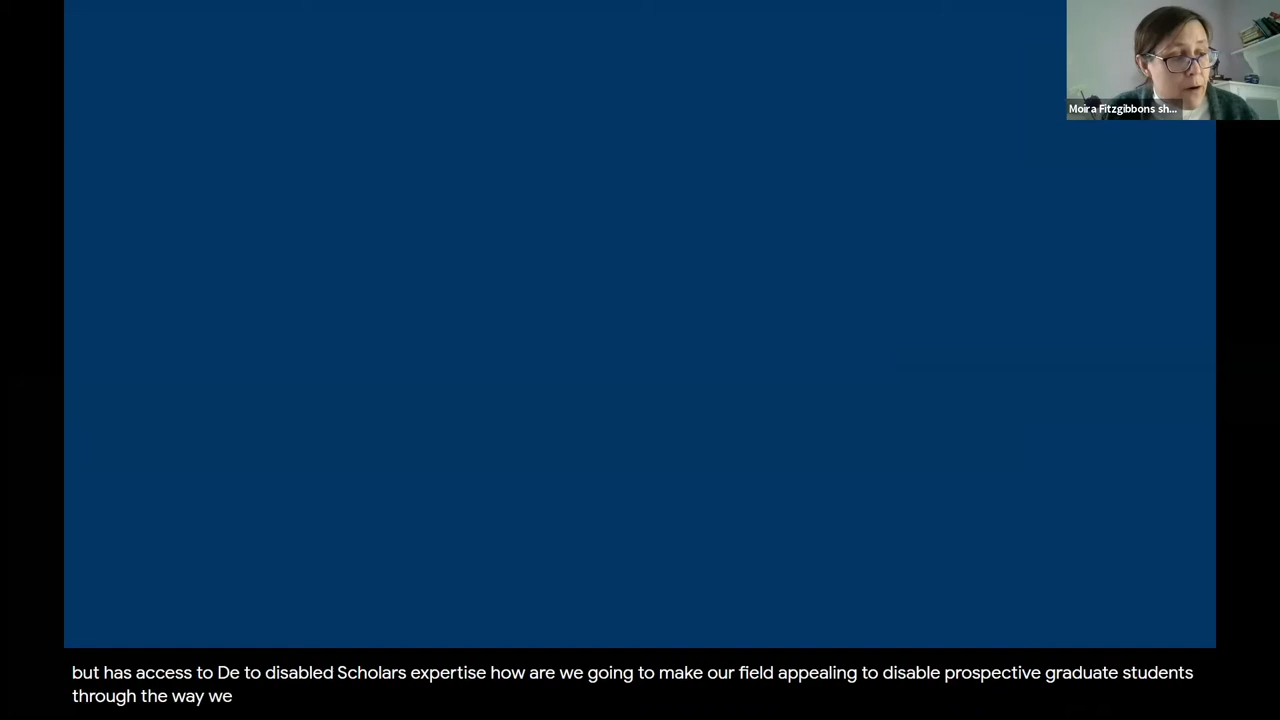 Moira Fitzgibbons sh...
but has access to De to disabled Scholars expertise how are we going to make our field appealing to disable prospective graduate students
through the way we